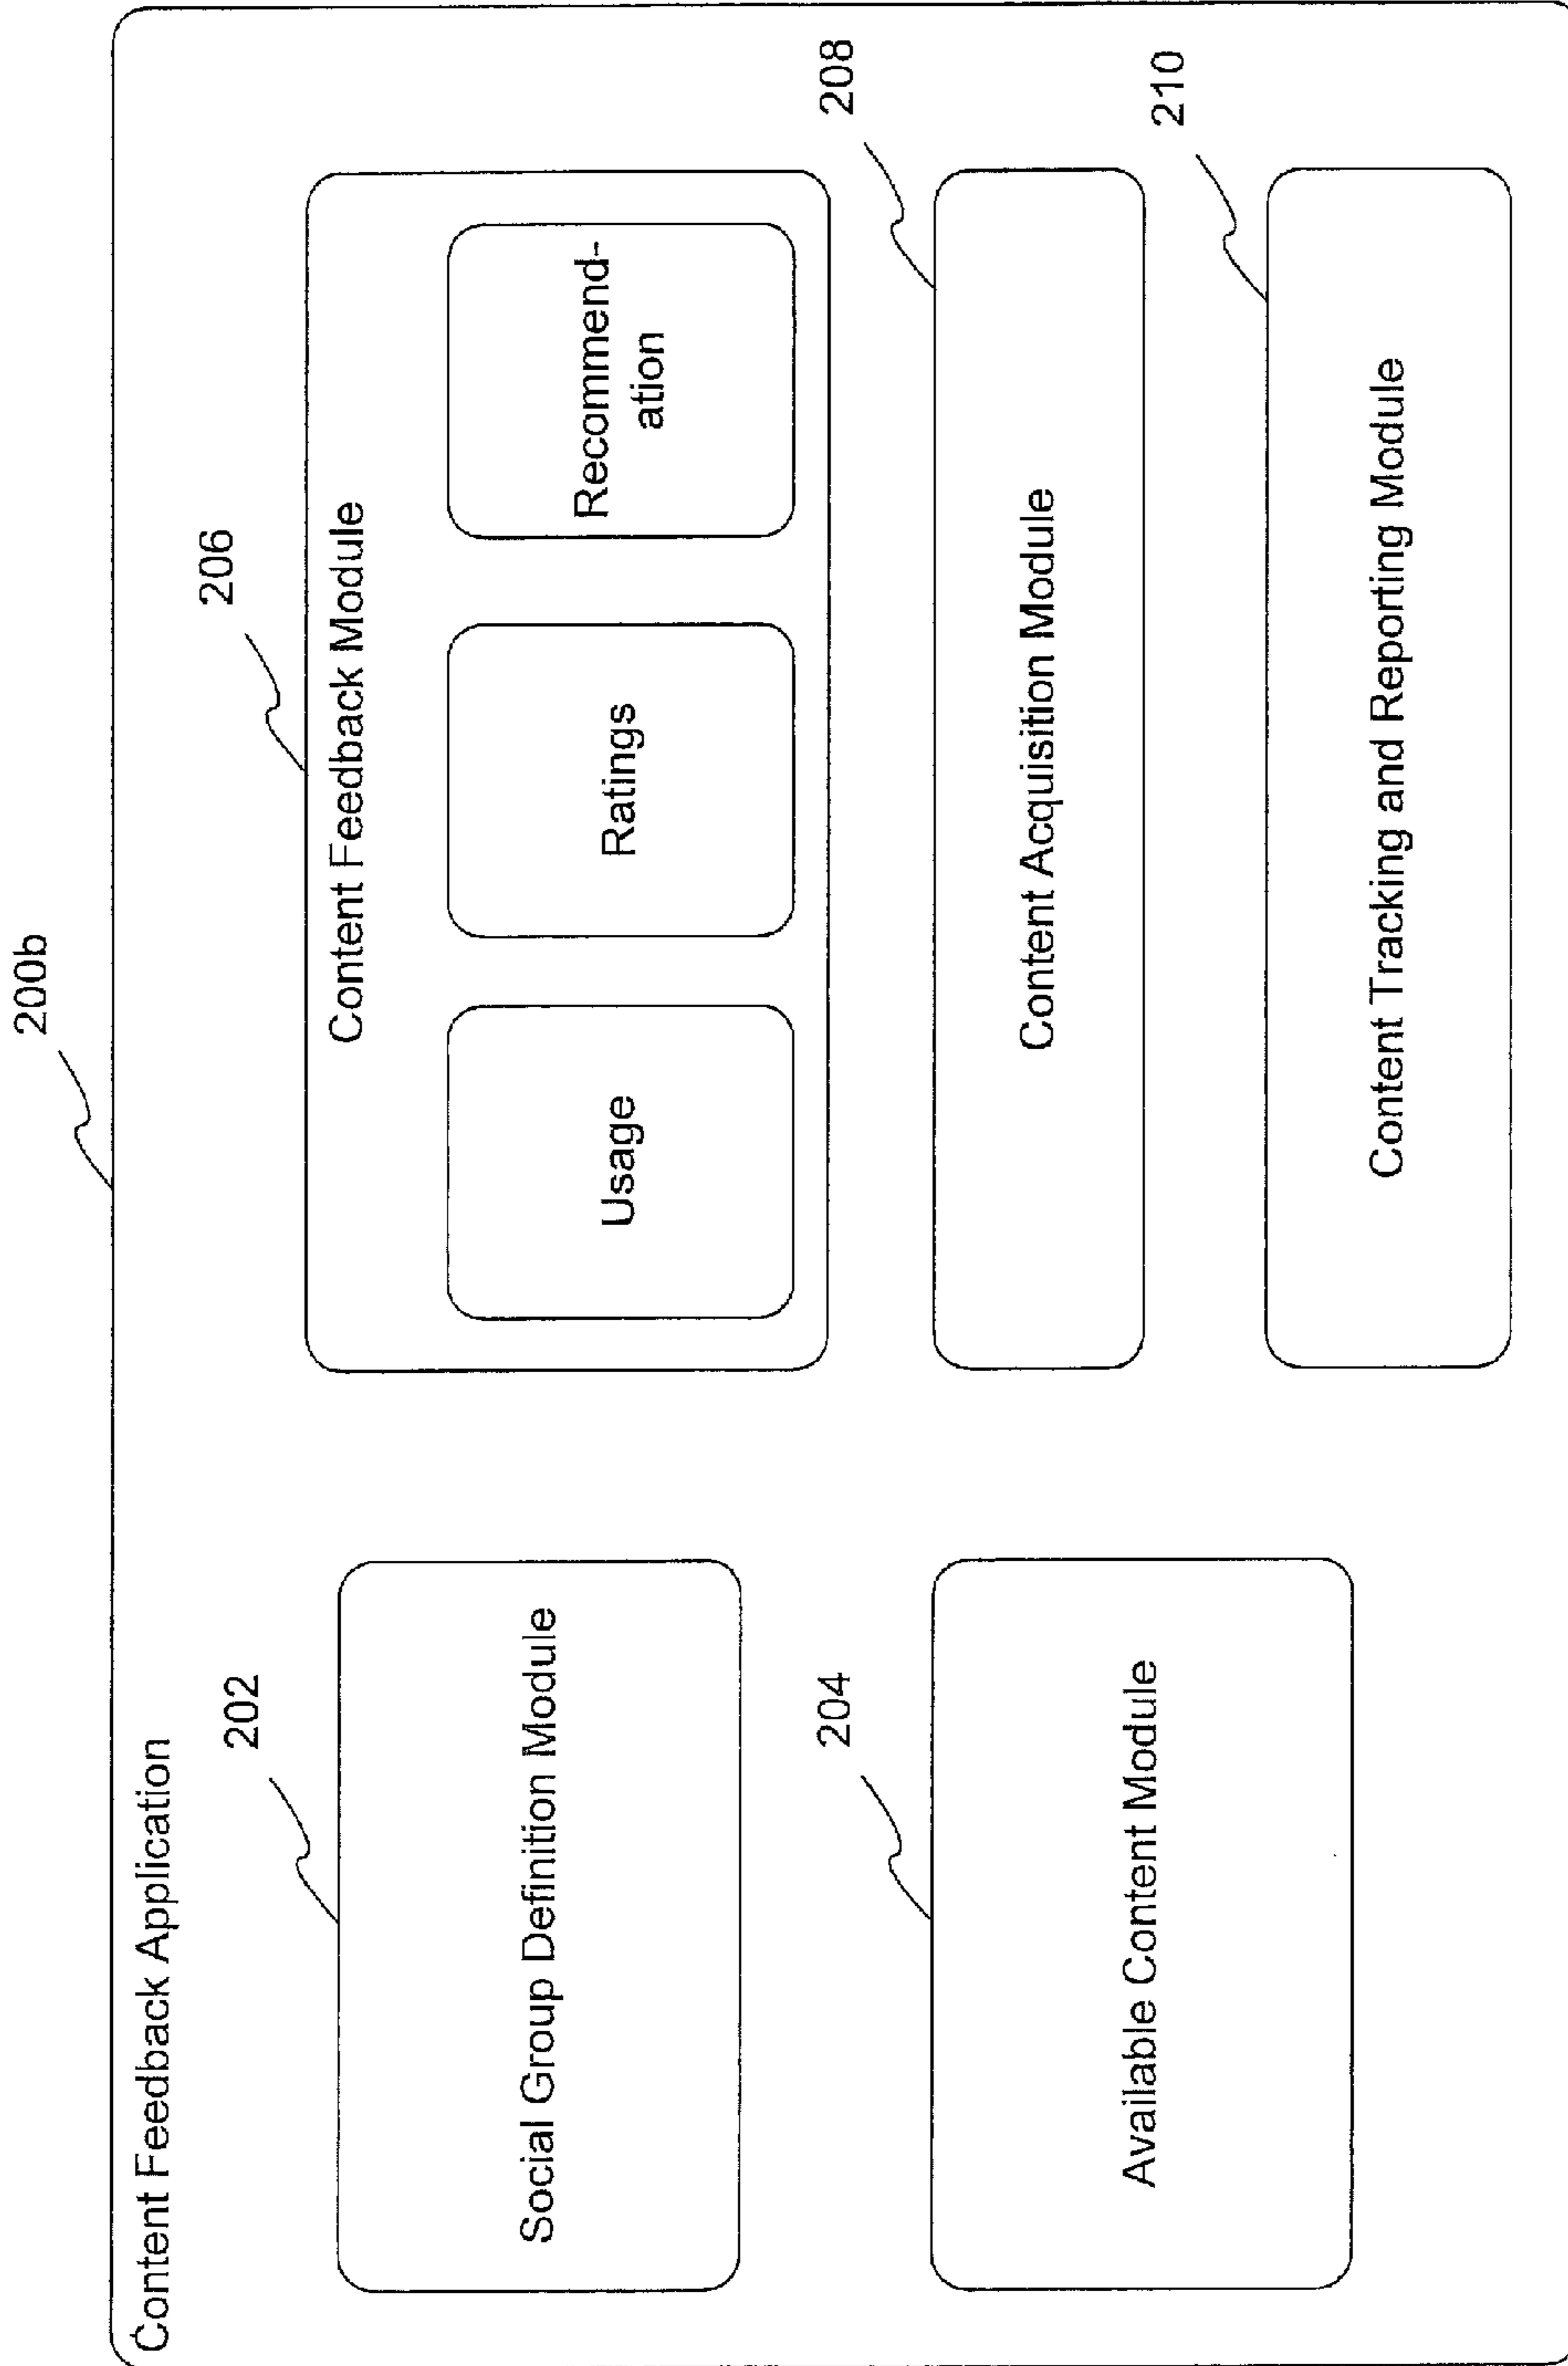 200b
Content Feedback Application
202
Social Group Definition Module
204
Available Content Module
206
Content Feedback Module
Usage
Ratings
Recommend-
ation
208
Content Acquisition Module
210
Content Tracking and Reporting Module